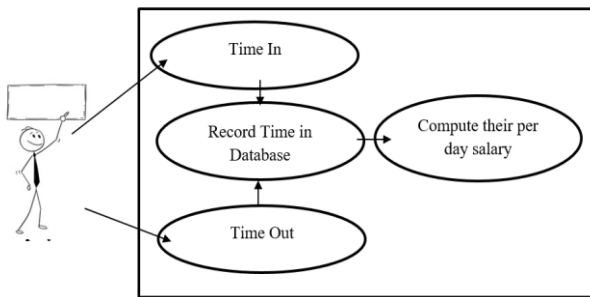 Time In
Record Time in
Database
Compute their per
day salary
Time Out